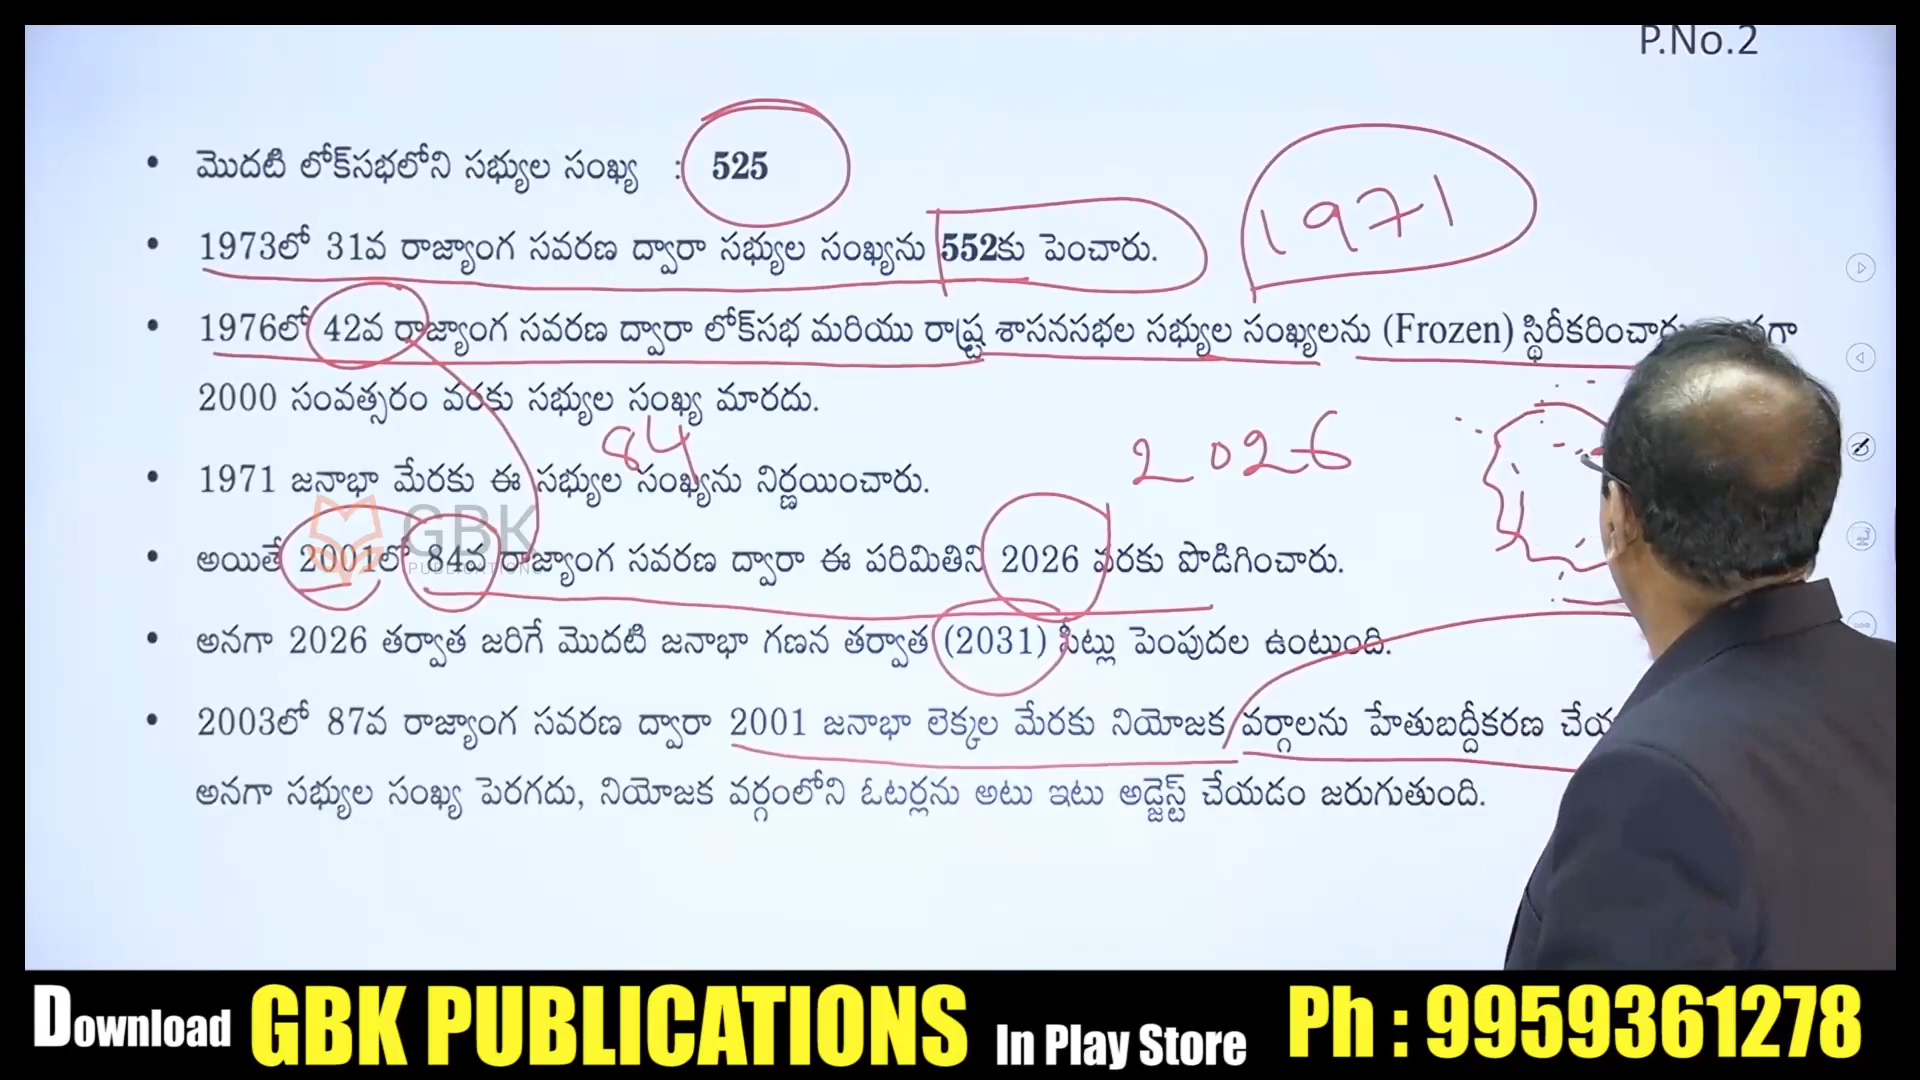 P.No.2
• మొదటి లోక్‌సభలోని సభ్యుల సంఖ్య : 525
1971
• 1973లో 31వ రాజ్యాంగ సవరణ ద్వారా సభ్యుల సంఖ్యను 552కు పెంచారు.
• 1976లో 42వ రాజ్యాంగ సవరణ ద్వారా లోక్‌సభ మరియు రాష్ట్ర శాసనసభల సభ్యుల సంఖ్యలను (Frozen)
2000 సంవత్సరం వరకు సభ్యుల సంఖ్య మారదు.
84
2026
• 1971 జనాభా మేరకు ఈ సభ్యుల సంఖ్యను నిర్ణయించారు.
GBK
PUBLICATIONS
• అయితే 2001లో 84వ రాజ్యాంగ సవరణ ద్వారా ఈ పరిమితిని 2026 వరకు పొడిగించారు.
• అనగా 2026 తర్వాత జరిగే మొదటి జనాభా గణన తర్వాత (2031) సీట్లు పెంపుదల ఉంటుంది.
• 2003లో 87వ రాజ్యాంగ సవరణ ద్వారా 2001 జనాభా లెక్కల మేరకు నియోజక వర్గాలను హేతుబద్దీకరణ
అనగా సభ్యుల సంఖ్య పెరగదు, నియోజక వర్గంలోని ఓటర్లను అటు ఇటు అడ్జెస్ట్ చేయడం జరుగుతుంది.
Download GBK PUBLICATIONS In Play Store Ph : 9959361278